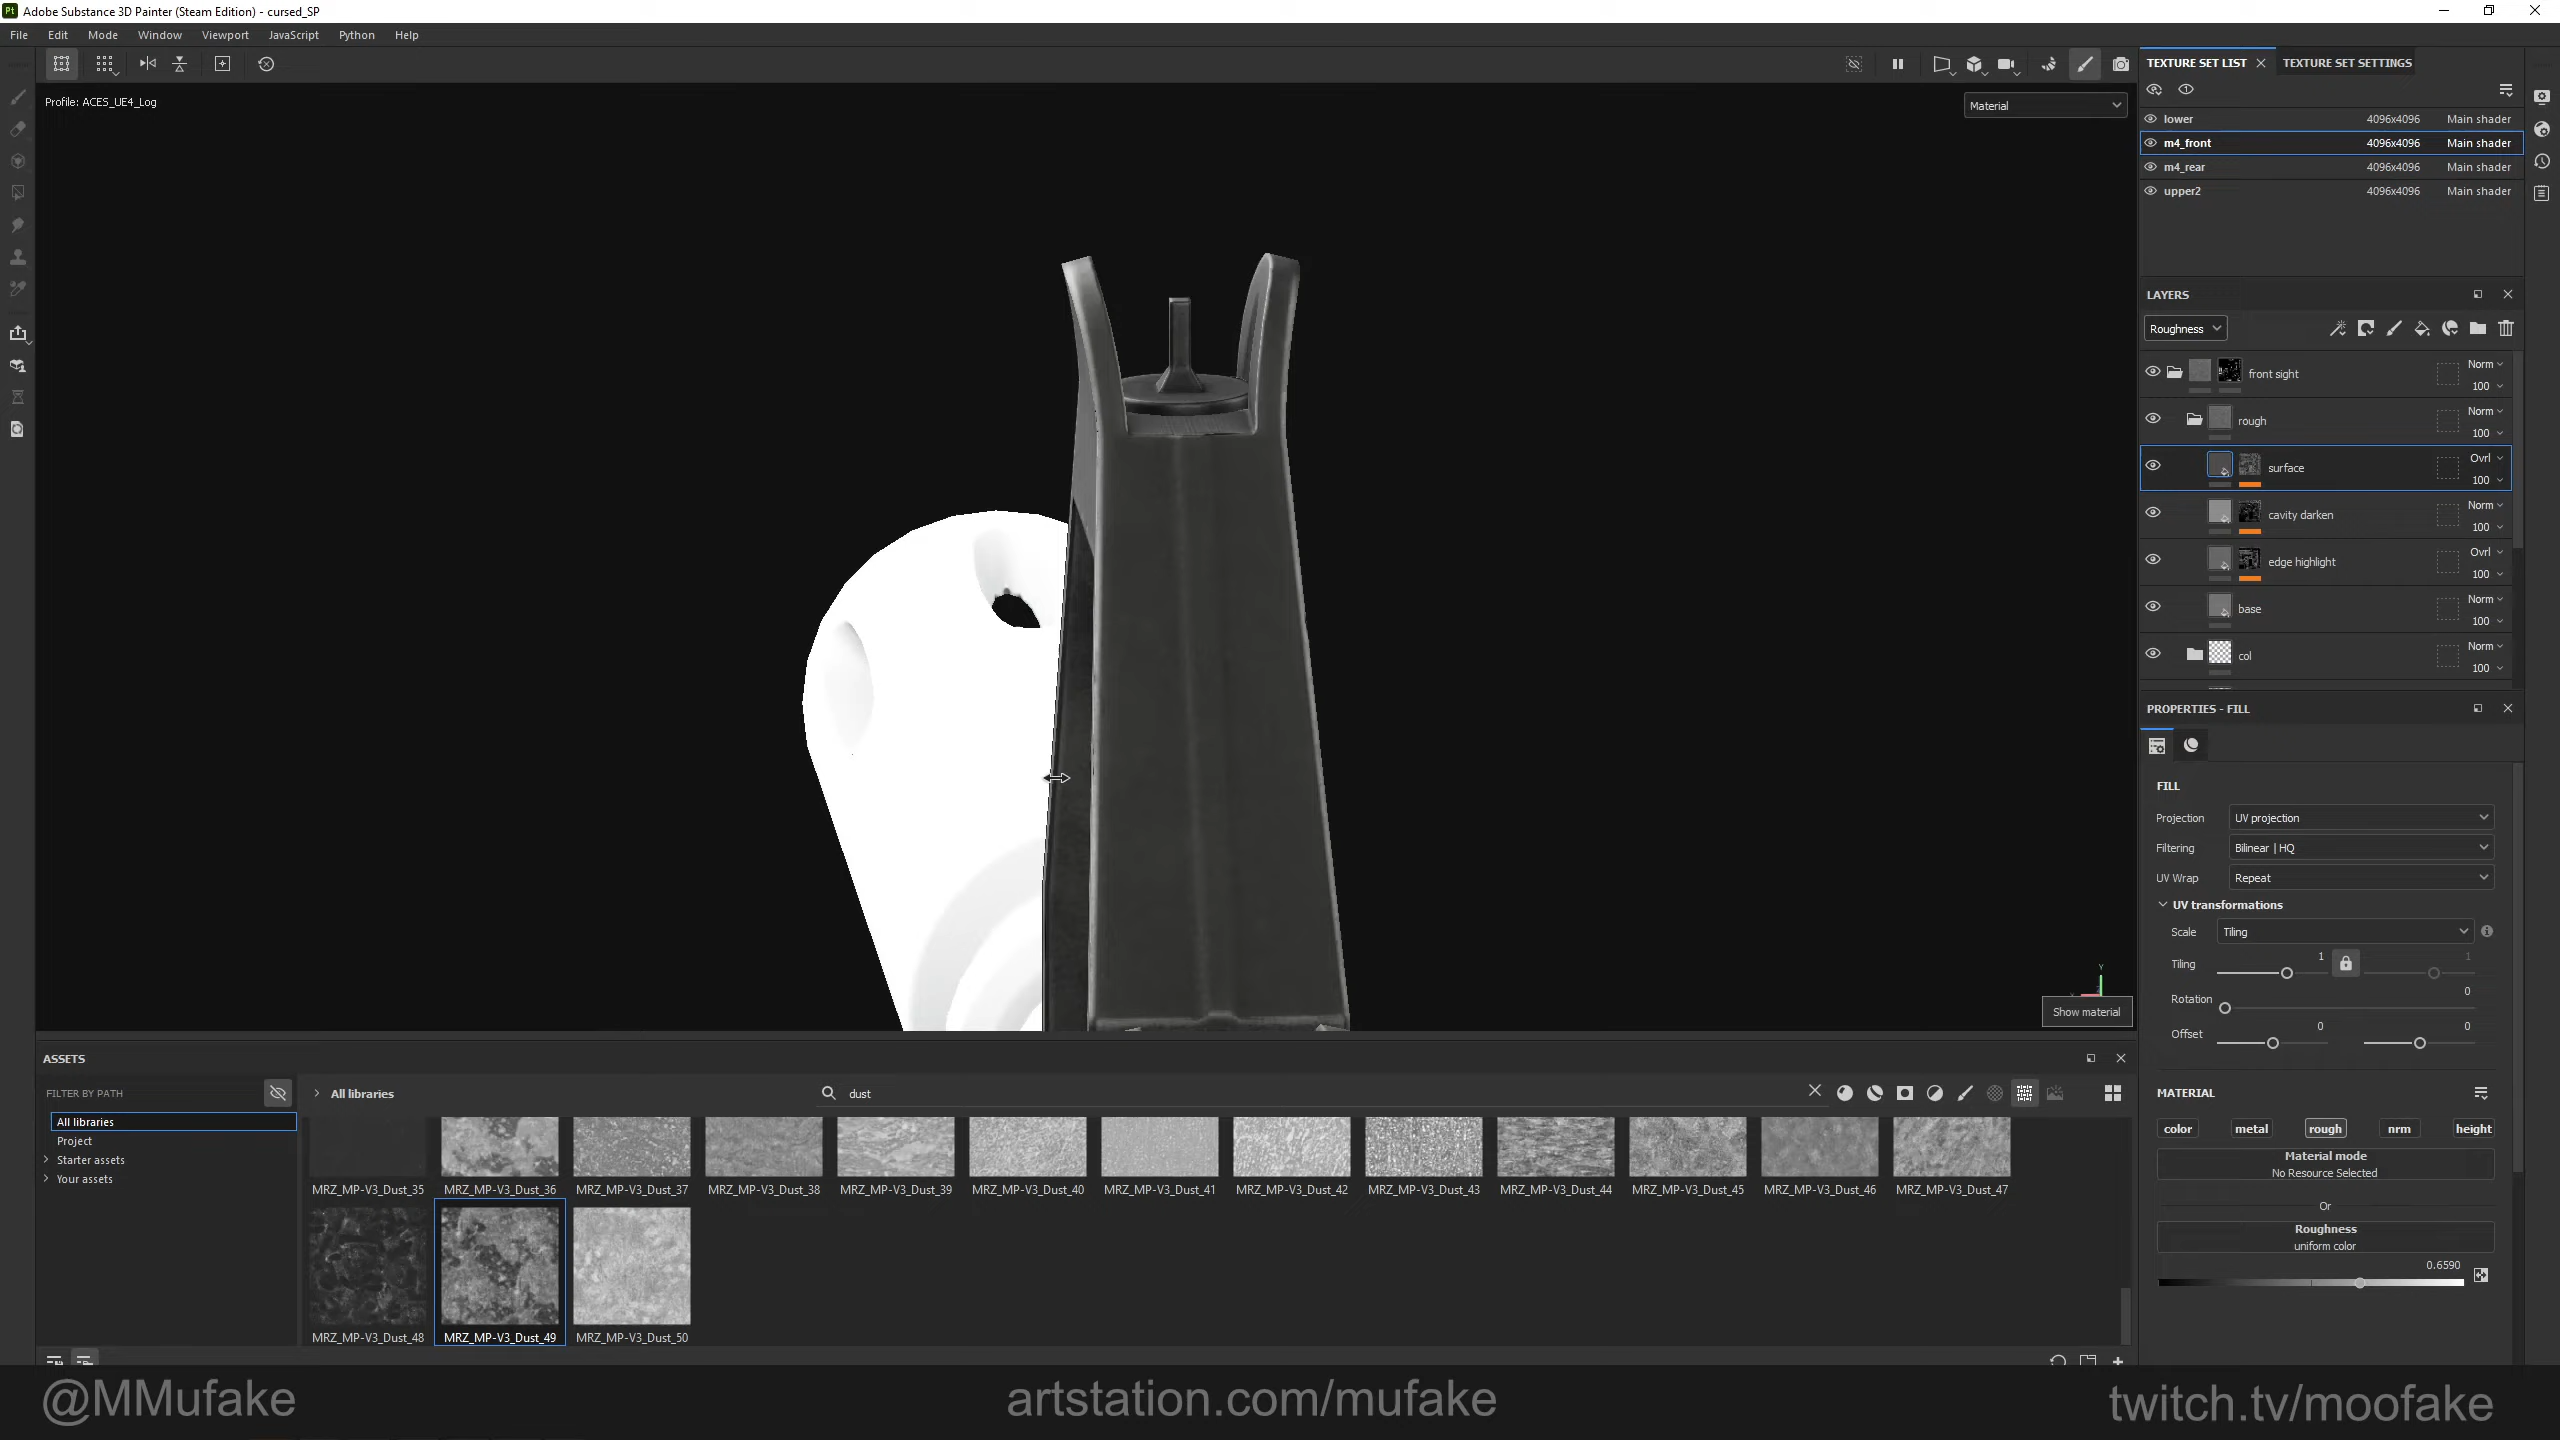 Adobe Substance 3D Painter (Steam Edition) - cursed_SP
File Edit Mode Window Viewport JavaScript Python Help
Profile: ACES_UE4_Log
Material
TEXTURE SET LIST
TEXTURE SET SETTINGS
lower 4096x4096 Main shader
m4_front 4096x4096 Main shader
m4_rear 4096x4096 Main shader
upper2 4096x4096 Main shader
LAYERS
Roughness
front sight Norm 100
rough Norm 100
surface Ovrl 100
cavity darken Norm 100
edge highlight Ovrl 100
base Norm 100
col Norm 100
PROPERTIES - FILL
FILL
Projection UV projection
Filtering Bilinear | HQ
UV Wrap Repeat
UV transformations
Scale Tiling
Tiling 1 1
Rotation 0
Offset 0 0
MATERIAL
color metal rough nrm height
Material mode
No Resource Selected
Or
Roughness
uniform color
0.6590
Y
Show material
ASSETS
FILTER BY PATH
All libraries
Project
Starter assets
Your assets
All libraries
dust
MRZ_MP-V3_Dust_35 MRZ_MP-V3_Dust_36 MRZ_MP-V3_Dust_37 MRZ_MP-V3_Dust_38 MRZ_MP-V3_Dust_39 MRZ_MP-V3_Dust_40 MRZ_MP-V3_Dust_41 MRZ_MP-V3_Dust_42 MRZ_MP-V3_Dust_43 MRZ_MP-V3_Dust_44 MRZ_MP-V3_Dust_45 MRZ_MP-V3_Dust_46 MRZ_MP-V3_Dust_47
MRZ_MP-V3_Dust_48 MRZ_MP-V3_Dust_49 MRZ_MP-V3_Dust_50
@MMufake
artstation.com/mufake
twitch.tv/moofake